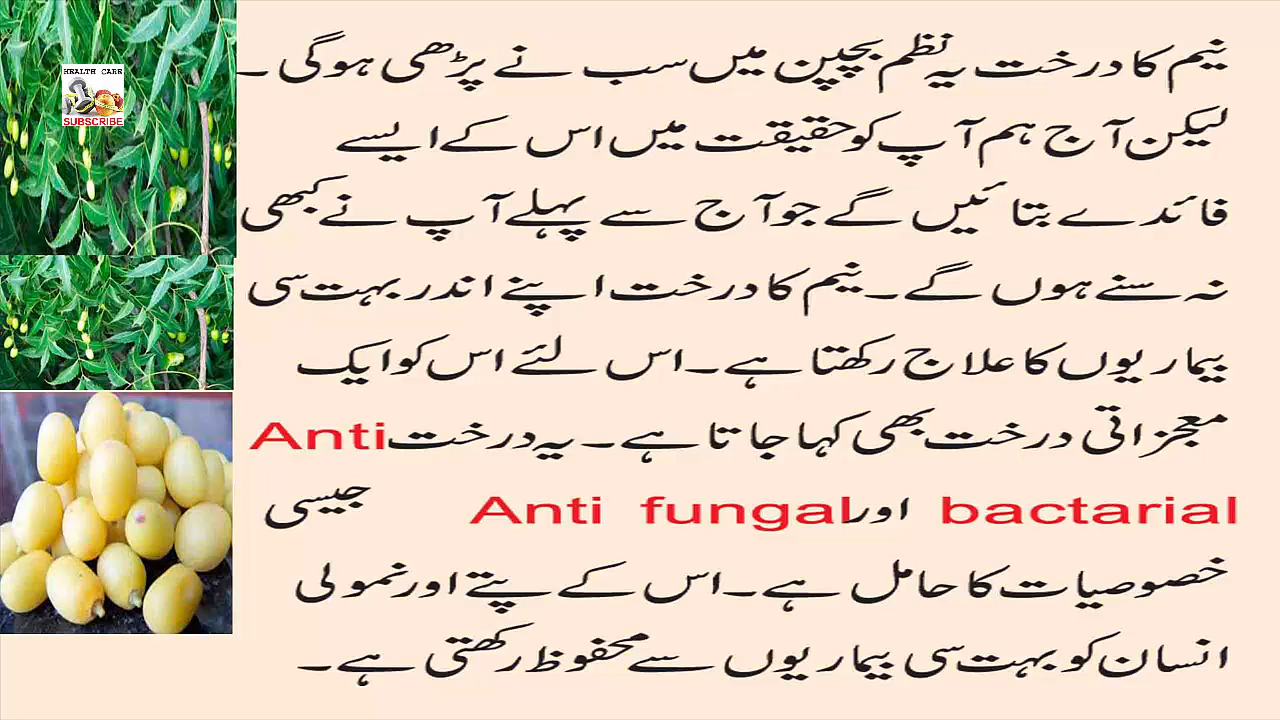 HEALTH CARE
SUBSCRIBE
نیم کا درخت یہ نظم بچپن میں سب نے پڑھی ہوگی ۔
لیکن آج ہم آپ کو حقیقت میں اس کے ایسے
فائدے بتائیں گے جو آج سے پہلے آپ نے کبھی
نہ سنے ہوں گے ۔ نیم کا درخت اپنے اندر بہت سی
بیماریوں کا علاج رکھتا ہے ۔ اس لئے اس کو ایک
معجزاتی درخت بھی کہا جاتا ہے ۔ یہ درخت Anti
bactarial اور Anti fungal جیسی
خصوصیات کا حامل ہے ۔ اس کے پتے اور نمولی
انسان کو بہت سی بیماریوں سے محفوظ رکھتی ہے ۔